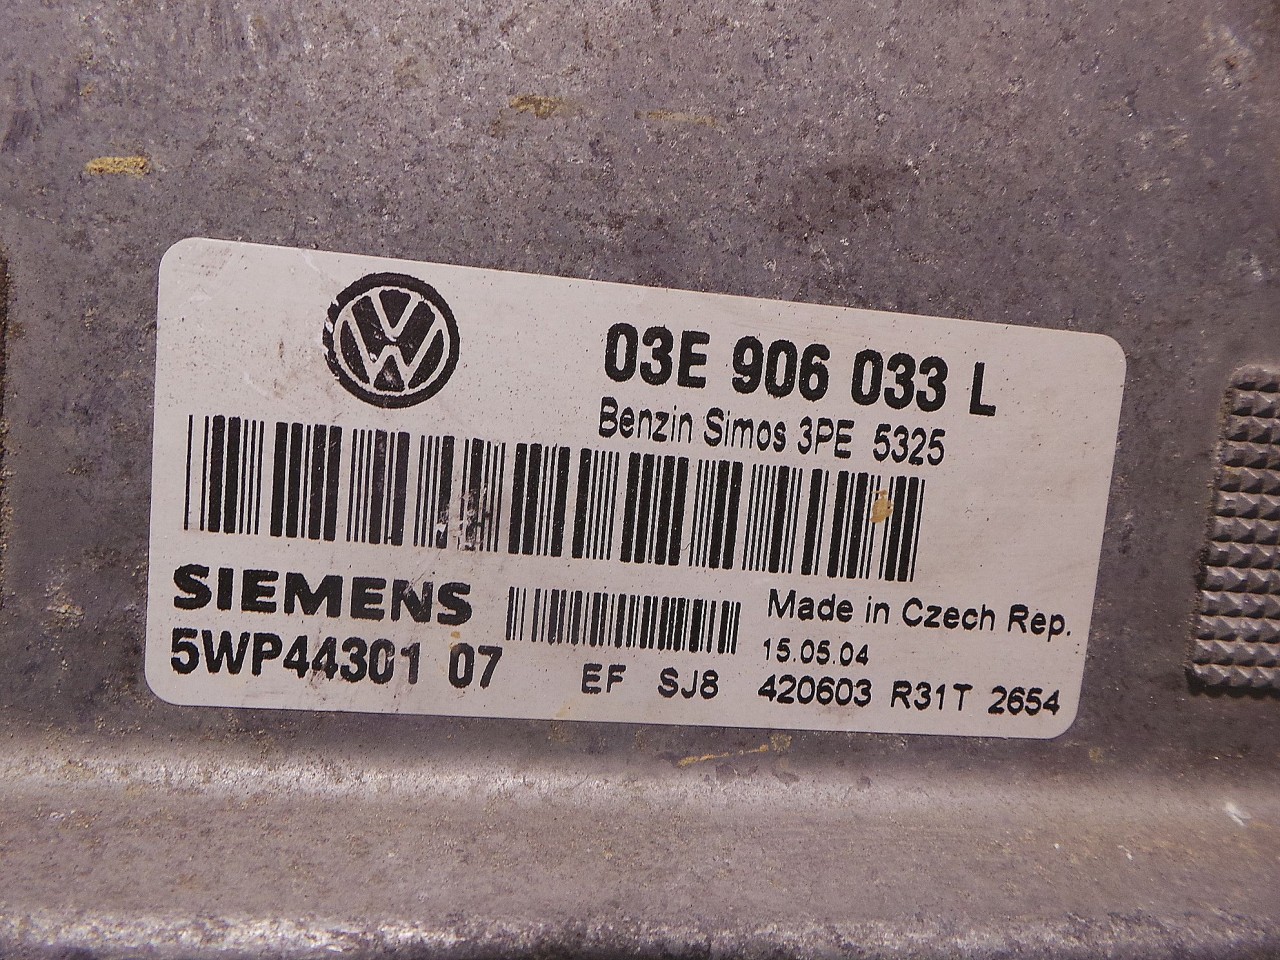 03E 906 033 L
Benzin Simos 3PE 5325
SIEMENS
5WP44301 07
Made in Czech Rep.
15.05.04
EF SJ8 420603 R31T 2654